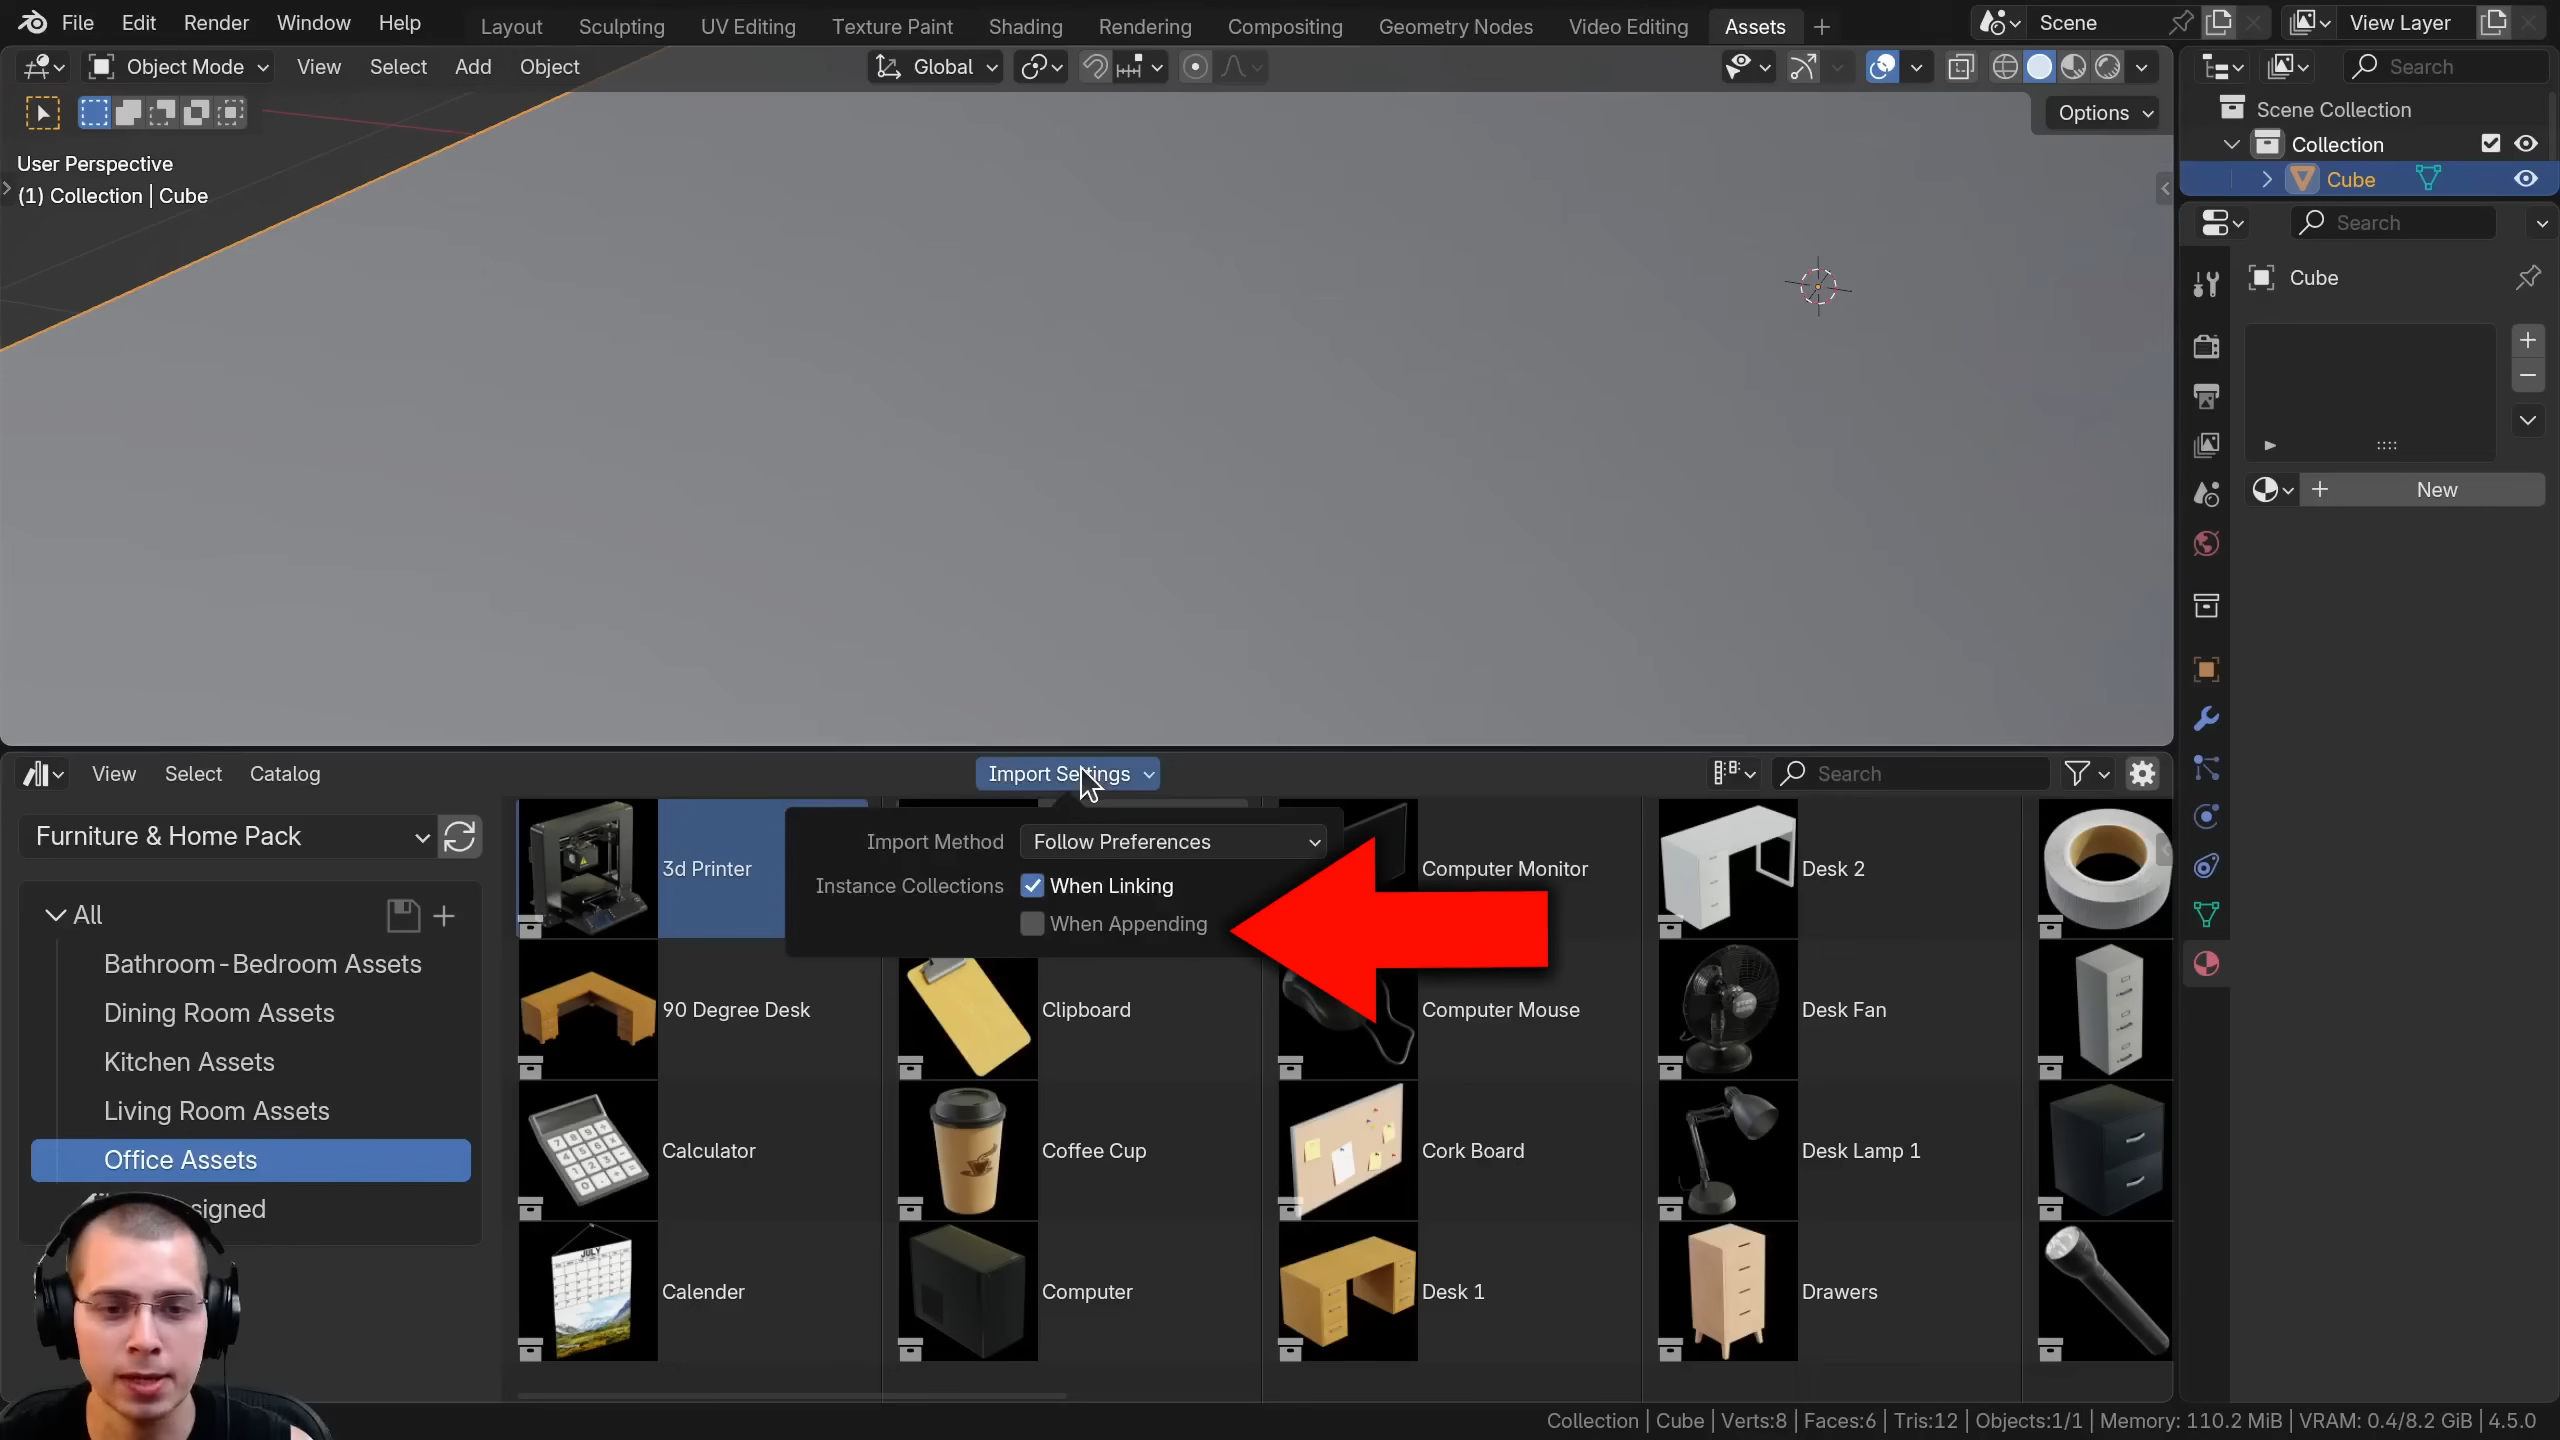 File Edit Render Window Help Layout Sculpting UV Editing Texture Paint Shading Rendering Compositing Geometry Nodes Video Editing Assets Scene View Layer
Object Mode View Select Add Object Global Search
Options
User Perspective
(1) Collection | Cube
Scene Collection
Collection
Cube
Search
Cube
New
View Select Catalog Import Settings Search
Furniture & Home Pack
All
Bathroom-Bedroom Assets
Dining Room Assets
Kitchen Assets
Living Room Assets
Office Assets
signed
Import Method Follow Preferences
Instance Collections When Linking
When Appending
3d Printer Computer Monitor Desk 2
90 Degree Desk Clipboard Computer Mouse Desk Fan
Calculator Coffee Cup Cork Board Desk Lamp 1
JULY
Calender Computer Desk 1 Drawers
Collection | Cube | Verts:8 | Faces:6 | Tris:12 | Objects:1/1 | Memory: 110.2 MiB | VRAM: 0.4/8.2 GiB | 4.5.0